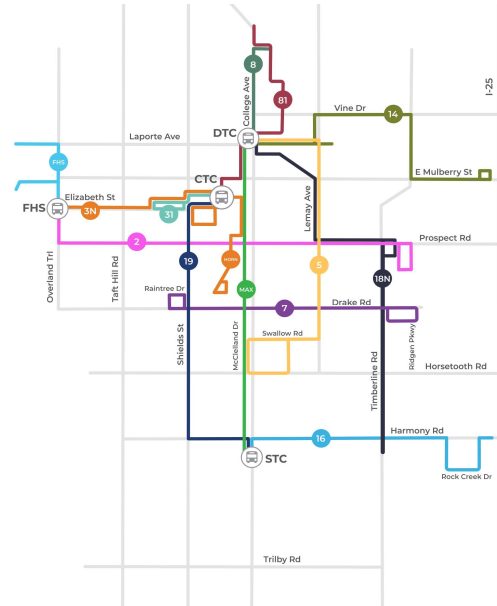 8
College Ave
I-25
81
Vine Dr
14
Laporte Ave
DTC
FHS
E Mulberry St
CTC
Elizabeth St
FHS
3N
31
Lemay Ave
2
Prospect Rd
Overland Trl
Taft Hill Rd
19
HORN
5
18N
Raintree Dr
MAX
7
Drake Rd
Shields St
McClelland Dr
Swallow Rd
Timberline Rd
Ridgen Pkwy
Horsetooth Rd
16
Harmony Rd
STC
Rock Creek Dr
Trilby Rd